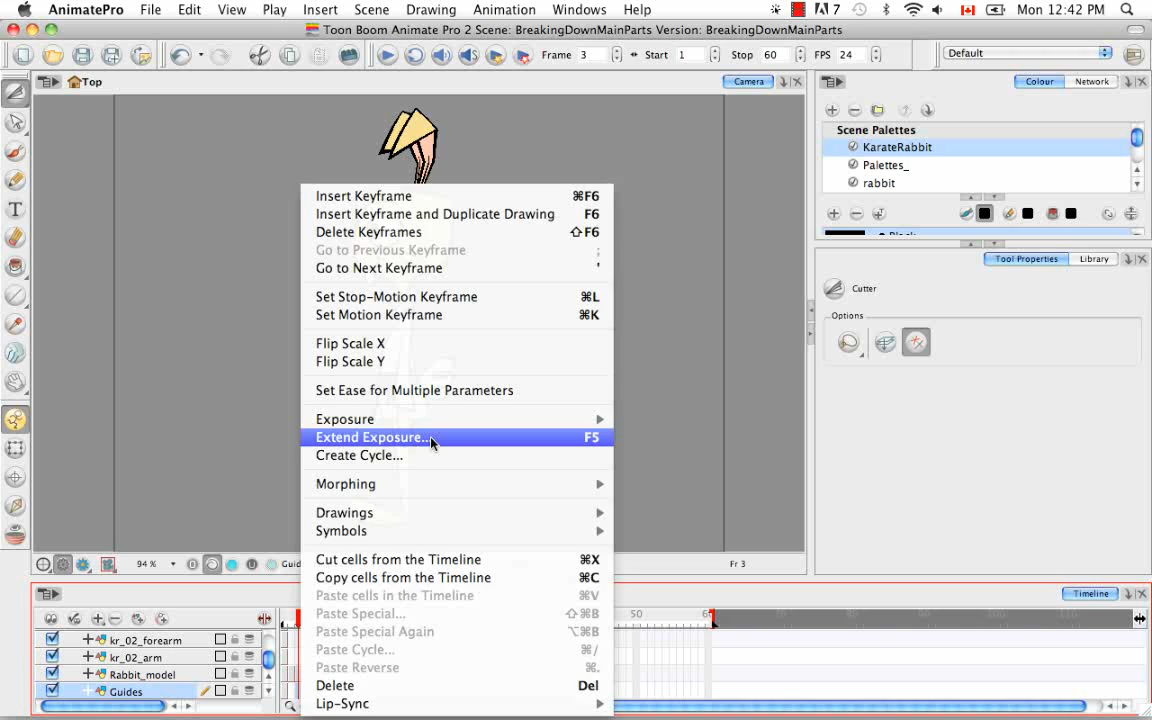 AnimatePro File Edit View Play Insert Scene Drawing Animation Windows Help 7 Mon 12:42 PM
Toon Boom Animate Pro 2 Scene: BreakingDownMainParts Version: BreakingDownMainParts
Frame 3 Start 1 Stop 60 FPS 24 Default
Top Camera Colour Network
Scene Palettes
KarateRabbit
Palettes_
rabbit
Tool Properties Library
Cutter
Options
Insert Keyframe ⌘F6
Insert Keyframe and Duplicate Drawing F6
Delete Keyframes ⇧F6
Go to Previous Keyframe ;
Go to Next Keyframe '
Set Stop-Motion Keyframe ⌘L
Set Motion Keyframe ⌘K
Flip Scale X
Flip Scale Y
Set Ease for Multiple Parameters
Exposure
Extend Exposure... F5
Create Cycle...
Morphing
Drawings
Symbols
Cut cells from the Timeline ⌘X
Copy cells from the Timeline ⌘C
Paste cells in the Timeline ⌘V
Paste Special... ⇧⌘B
Paste Special Again ⌥⌘B
Paste Cycle... ⌘/
Paste Reverse ⌘.
Delete Del
Lip-Sync
94 % Fr 3
Timeline
50
kr_02_forearm
kr_02_arm
Rabbit_model
Guides